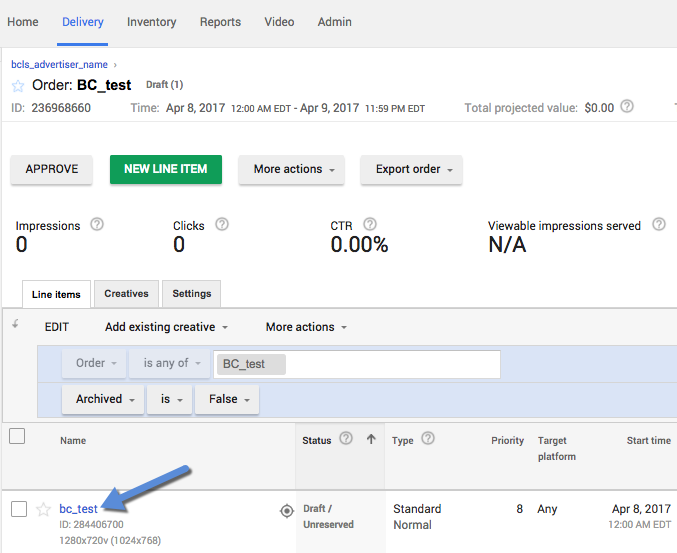 Home Delivery Inventory Reports Video Admin
bcls_advertiser_name ›
Order: BC_test Draft (1)
ID: 236968660 Time: Apr 8, 2017 12:00 AM EDT - Apr 9, 2017 11:59 PM EDT Total projected value: $0.00 ?
APPROVE NEW LINE ITEM More actions Export order
Impressions ? Clicks ? CTR ? Viewable impressions served ?
0 0 0.00% N/A
Line items Creatives Settings
EDIT Add existing creative More actions
Order is any of BC_test
Archived is False
Name Status ? Type ? Priority Target platform Start time
bc_test Draft / Unreserved Standard Normal 8 Any Apr 8, 2017
ID: 284406700 12:00 AM EDT
1280x720v (1024x768)